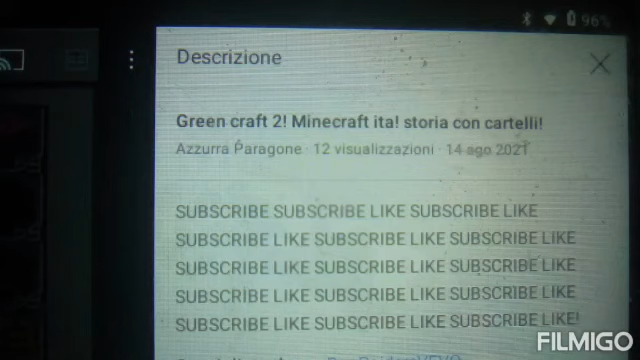 96%
Descrizione
Green craft 2! Minecraft ita! storia con cartelli!
Azzurra Paragone · 12 visualizzazioni · 14 ago 2021
SUBSCRIBE SUBSCRIBE LIKE SUBSCRIBE LIKE
SUBSCRIBE LIKE SUBSCRIBE LIKE SUBSCRIBE LIKE
SUBSCRIBE LIKE SUBSCRIBE LIKE SUBSCRIBE LIKE
SUBSCRIBE LIKE SUBSCRIBE LIKE SUBSCRIBE LIKE
SUBSCRIBE LIKE SUBSCRIBE LIKE SUBSCRIBE LIKE!
FILMIGO